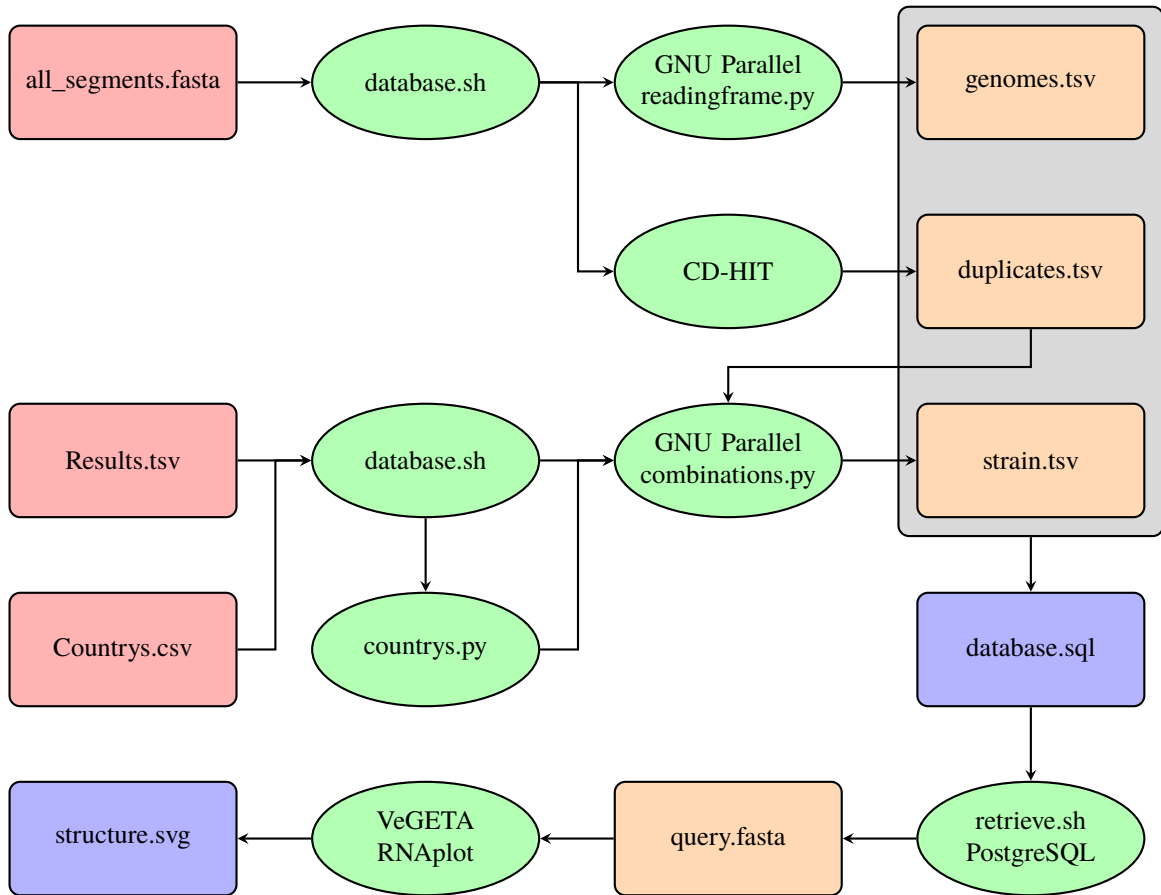 all_segments.fasta
database.sh
GNU Parallel
readingframe.py
genomes.tsv
CD-HIT
duplicates.tsv
Results.tsv
database.sh
GNU Parallel
combinations.py
strain.tsv
Countrys.csv
countrys.py
database.sql
structure.svg
VeGETA
RNAplot
query.fasta
retrieve.sh
PostgreSQL